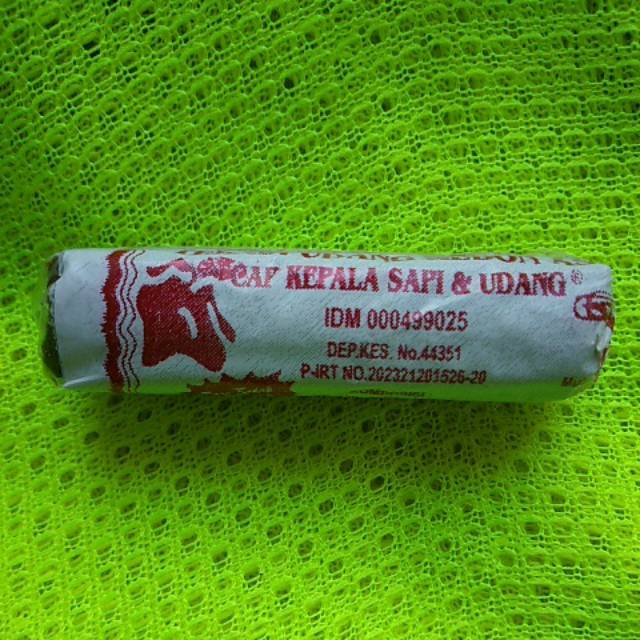 CAP KEPALA SAPI & UDANG®
IDM 000499025
DEP.KES. No.44351
P-IRT NO.202321201526-20